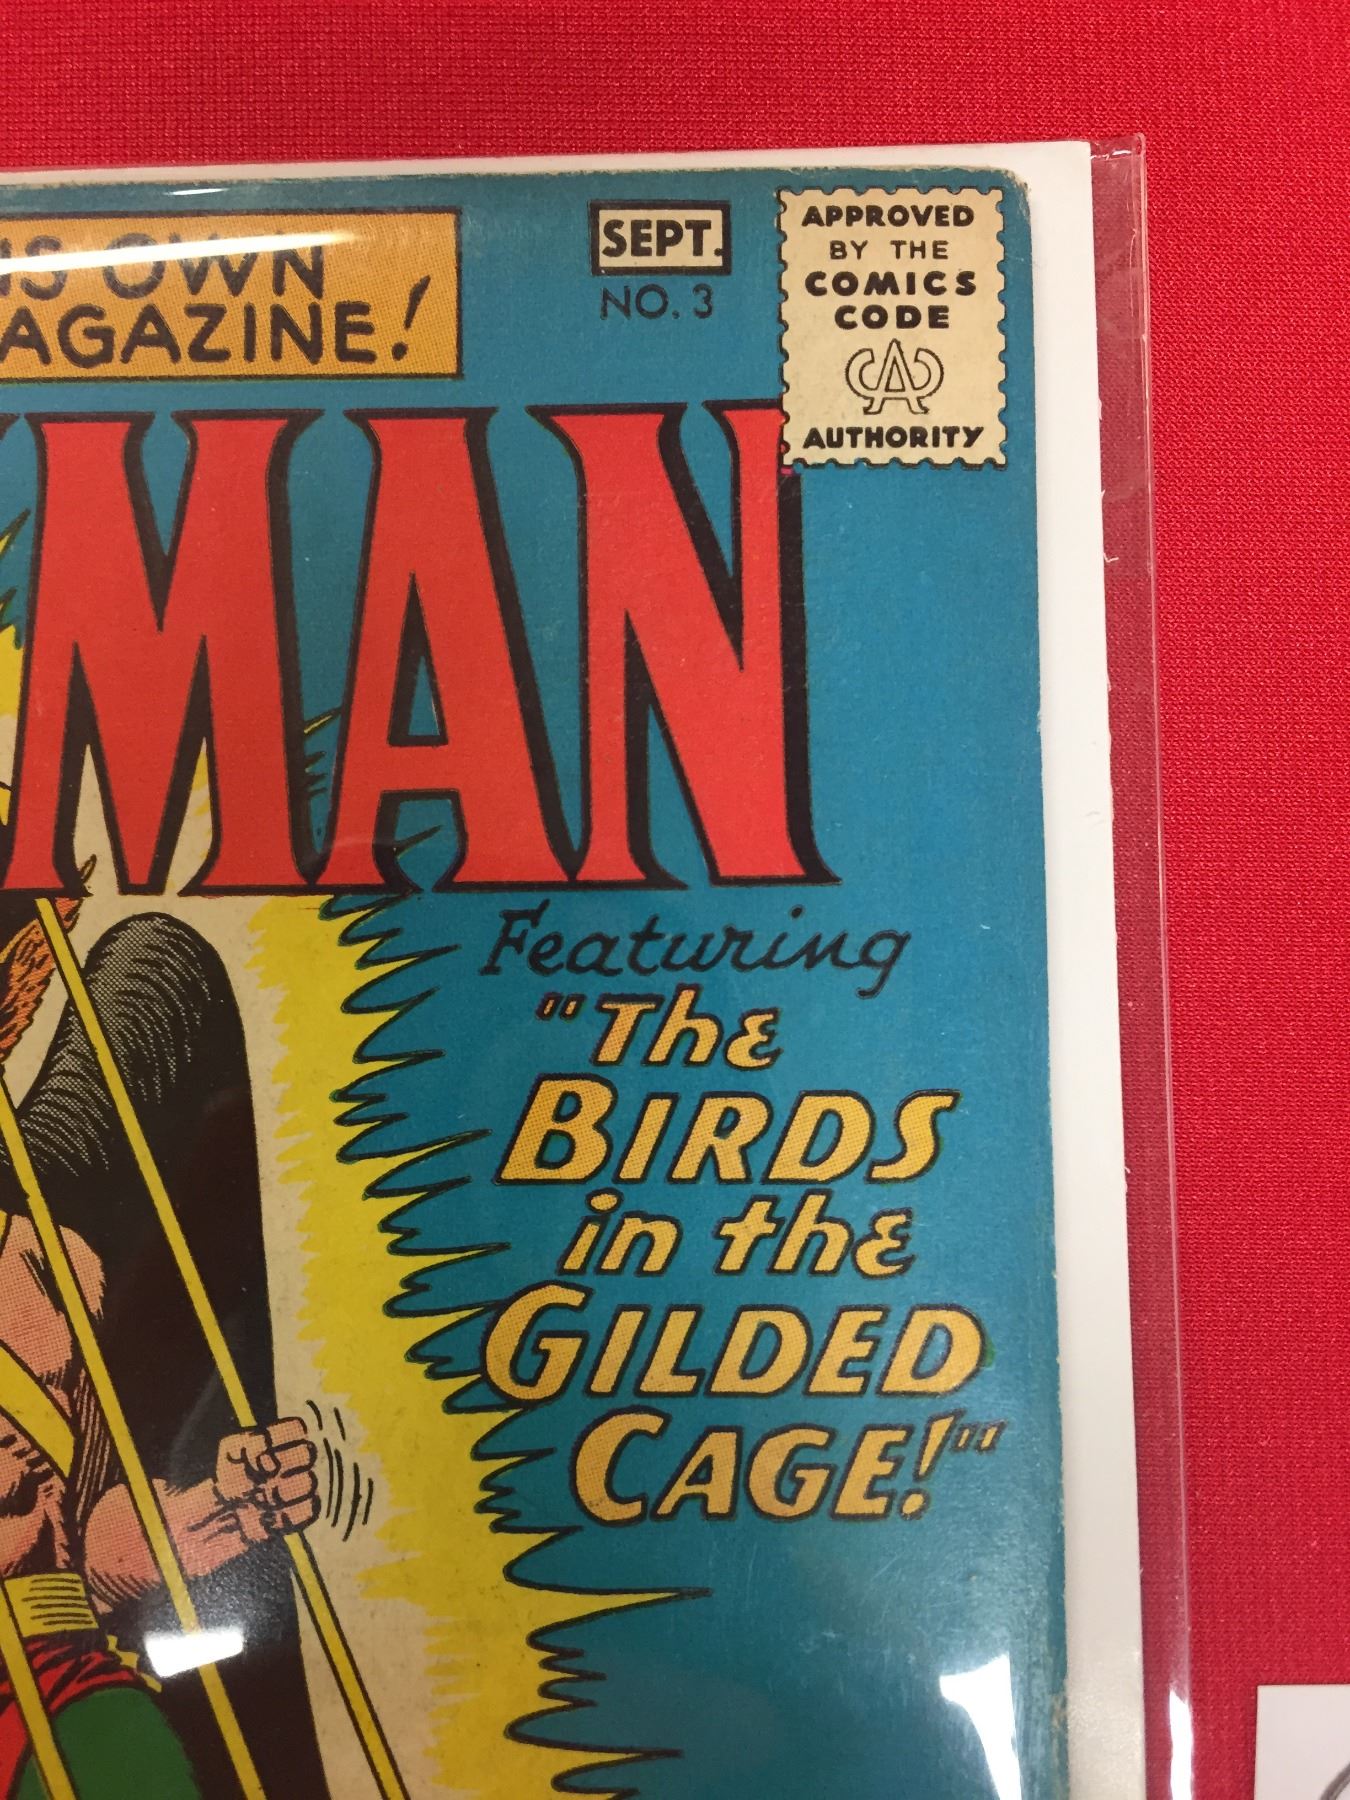 IS OWN
AGAZINE!
SEPT.
NO. 3
APPROVED
BY THE
COMICS
CODE
CA
AUTHORITY
MAN
Featuring
"The
BIRDS
in the
GILDED
CAGE!"